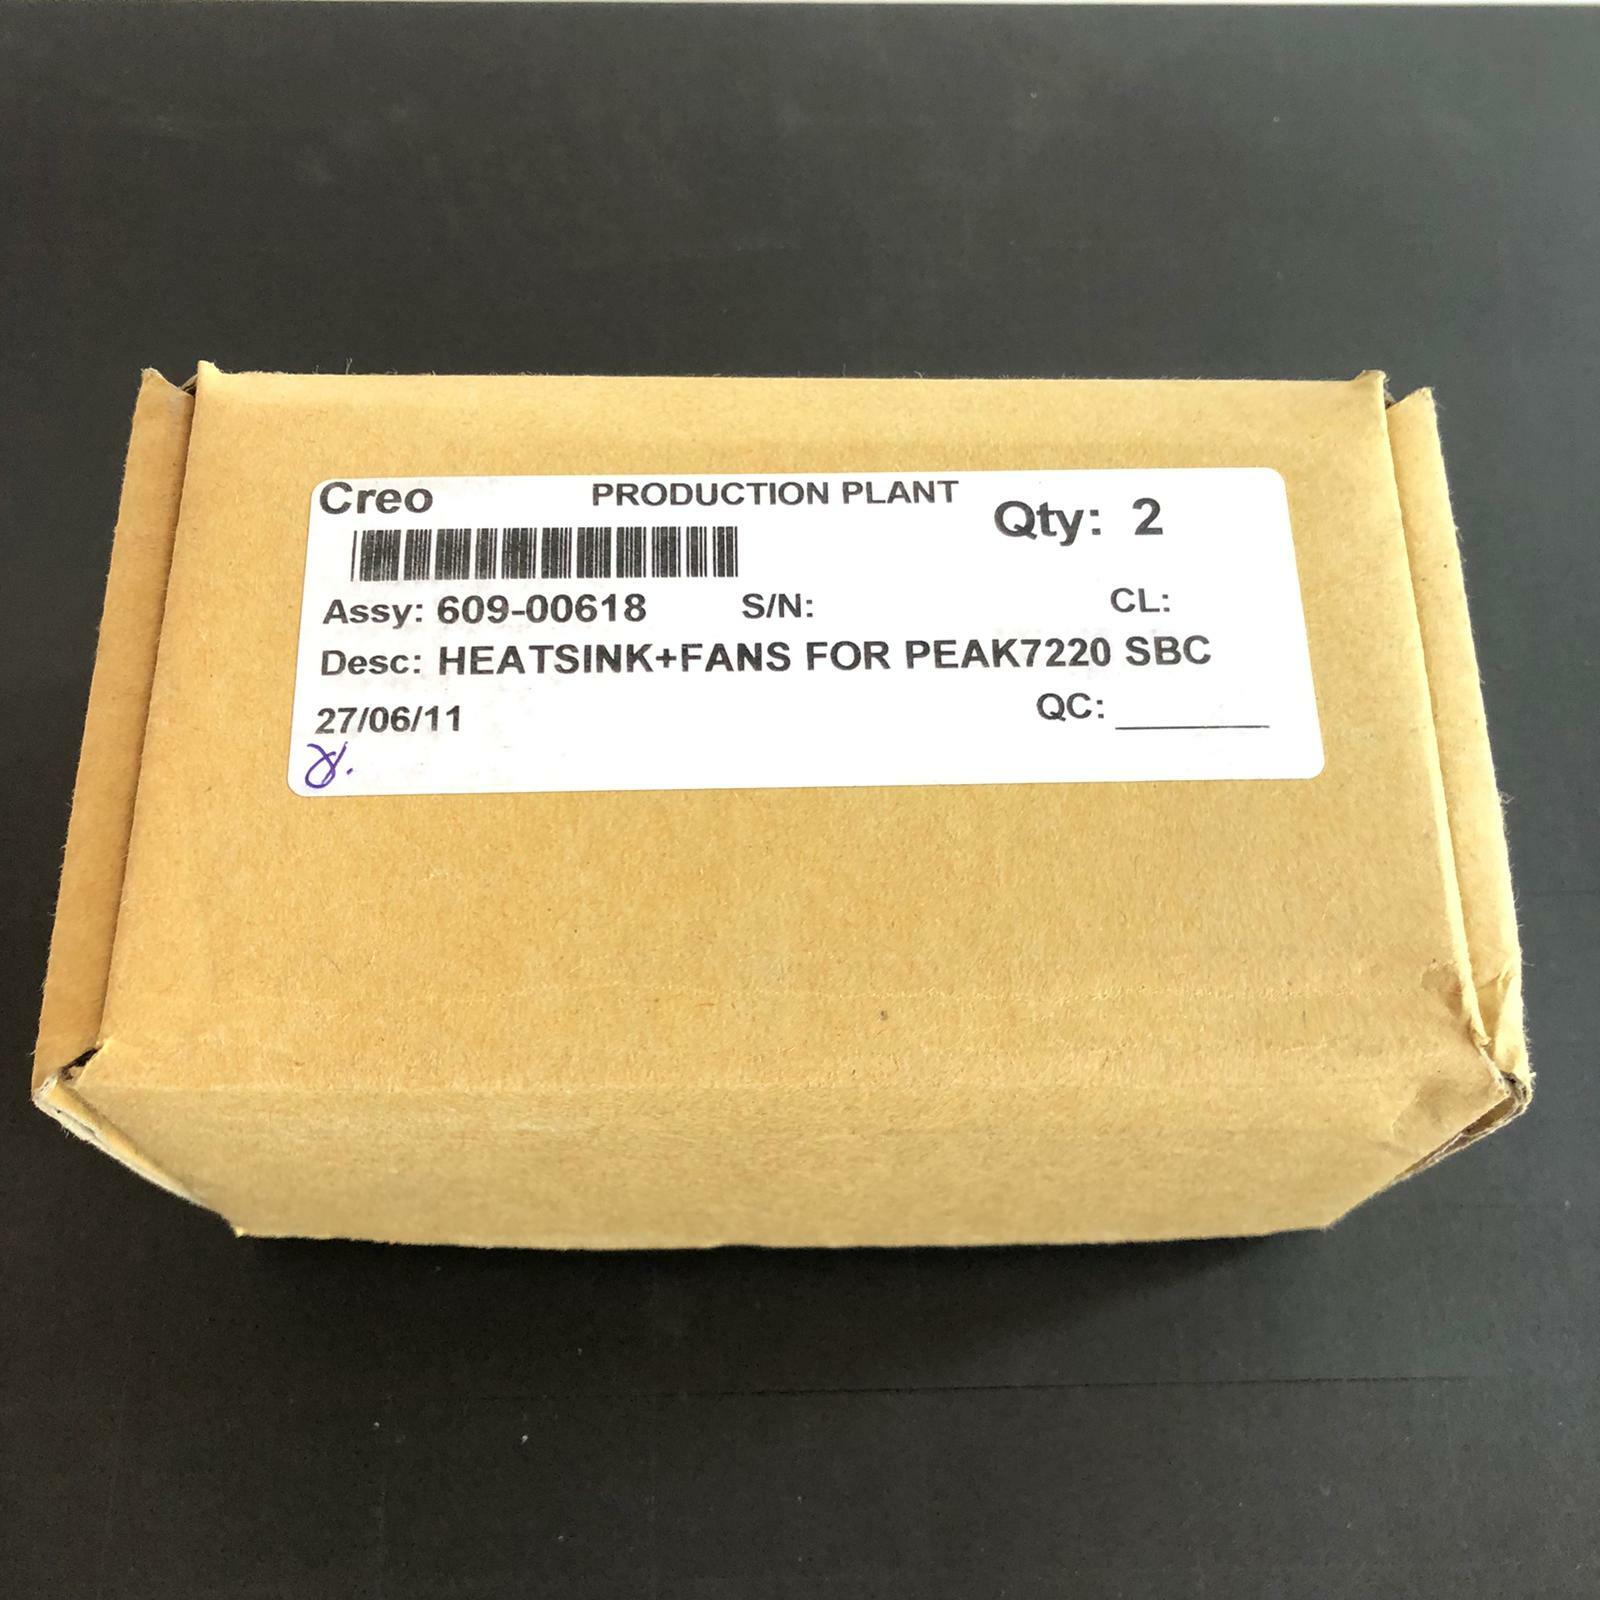 Creo PRODUCTION PLANT Qty: 2
Assy: 609-00618 S/N: CL:
Desc: HEATSINK+FANS FOR PEAK7220 SBC
27/06/11 QC: